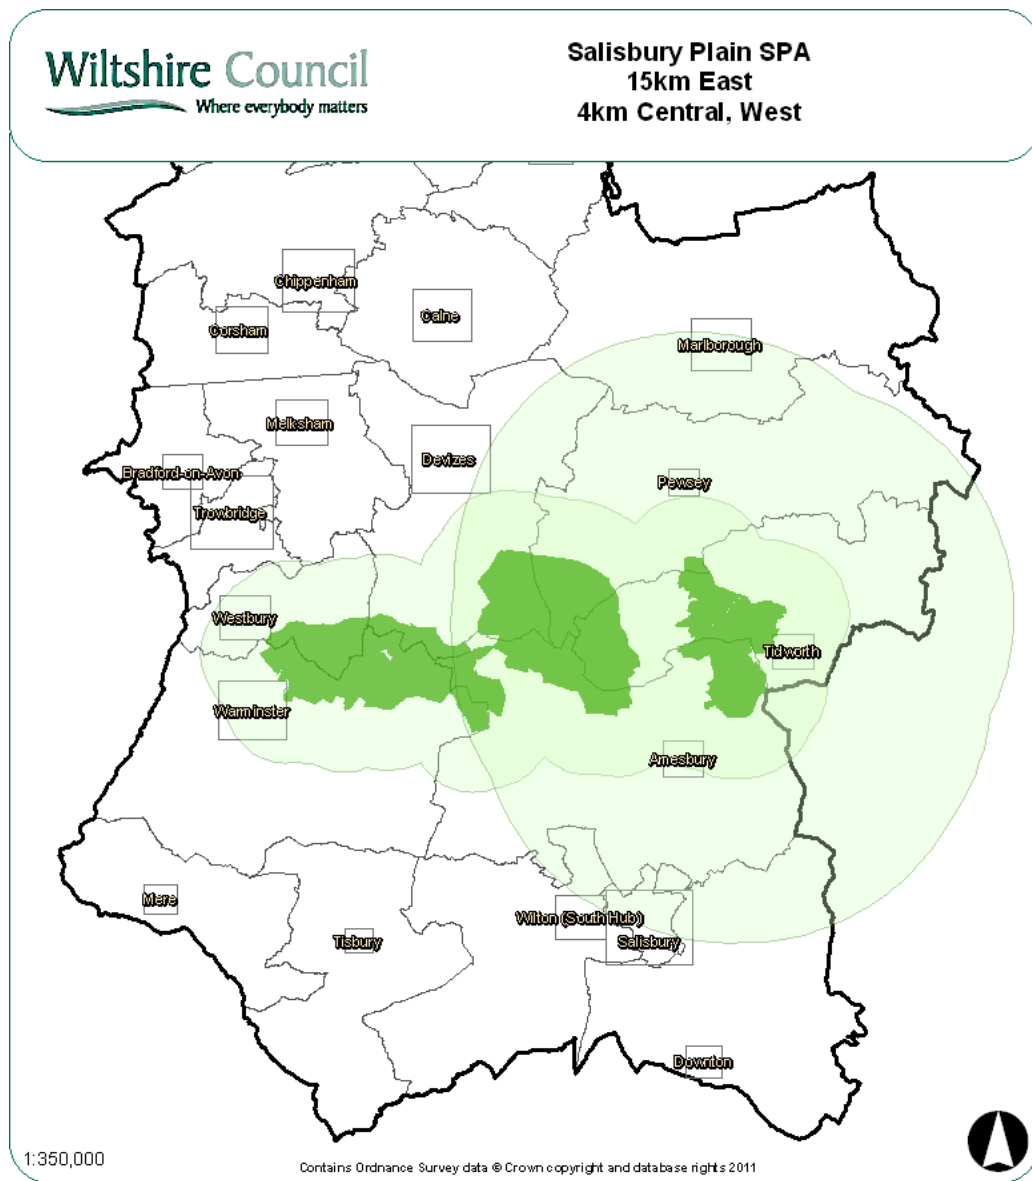 Wiltshire Council
Where everybody matters
Salisbury Plain SPA
15km East
4km Central, West
Chippenham
Calne
Corsham
Marlborough
Melksham
Devizes
Bradford-on-Avon
Pewsey
Trowbridge
Westbury
Tidworth
Warminster
Amesbury
Mere
Wilton (South Hub)
Tisbury
Salisbury
Downton
1:350,000
Contains Ordnance Survey data © Crown copyright and database rights 2011